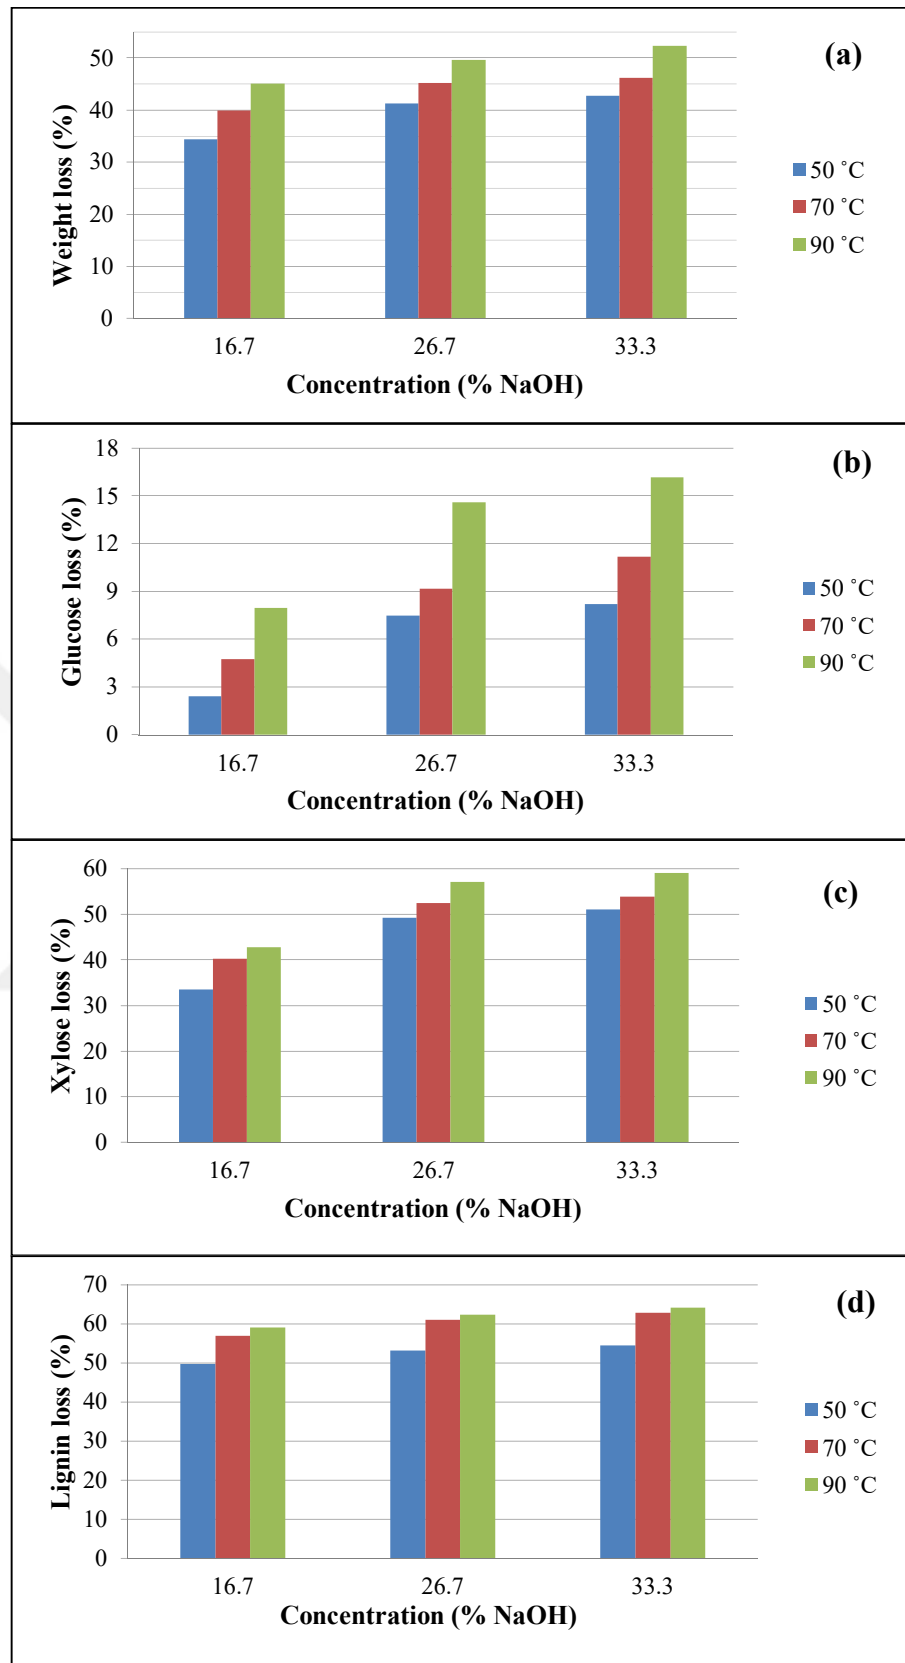 (a)
Weight loss (%)
50
40
30
20
10
0
16.7 26.7 33.3
Concentration (% NaOH)
50 ˚C
70 ˚C
90 ˚C
(b)
Glucose loss (%)
18
15
12
9
6
3
0
16.7 26.7 33.3
Concentration (% NaOH)
50 ˚C
70 ˚C
90 ˚C
(c)
Xylose loss (%)
60
50
40
30
20
10
0
16.7 26.7 33.3
Concentration (% NaOH)
50 ˚C
70 ˚C
90 ˚C
(d)
Lignin loss (%)
70
60
50
40
30
20
10
0
16.7 26.7 33.3
Concentration (% NaOH)
50 ˚C
70 ˚C
90 ˚C